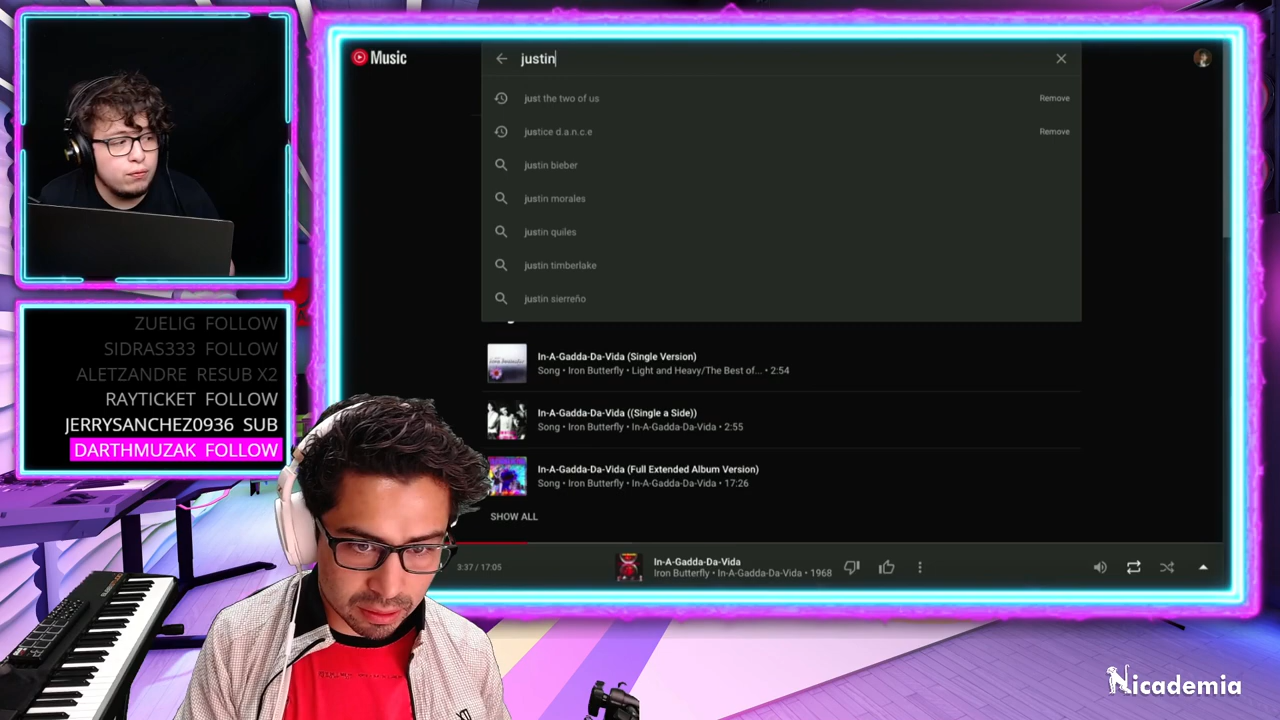 Music
justin
just the two of us
Remove
justice d.a.n.c.e
Remove
justin bieber
justin morales
justin quiles
justin timberlake
justin sierreño
In-A-Gadda-Da-Vida (Single Version)
Song • Iron Butterfly • Light and Heavy/The Best of... • 2:54
In-A-Gadda-Da-Vida ((Single a Side))
Song • Iron Butterfly • In-A-Gadda-Da-Vida • 2:55
In-A-Gadda-Da-Vida (Full Extended Album Version)
Song • Iron Butterfly • In-A-Gadda-Da-Vida • 17:26
SHOW ALL
3:37 / 17:05
In-A-Gadda-Da-Vida
Iron Butterfly • In-A-Gadda-Da-Vida • 1968
ZUELIG FOLLOW
SIDRAS333 FOLLOW
ALETZANDRE RESUB X2
RAYTICKET FOLLOW
JERRYSANCHEZ0936 SUB
DARTHMUZAK FOLLOW
Nicademia